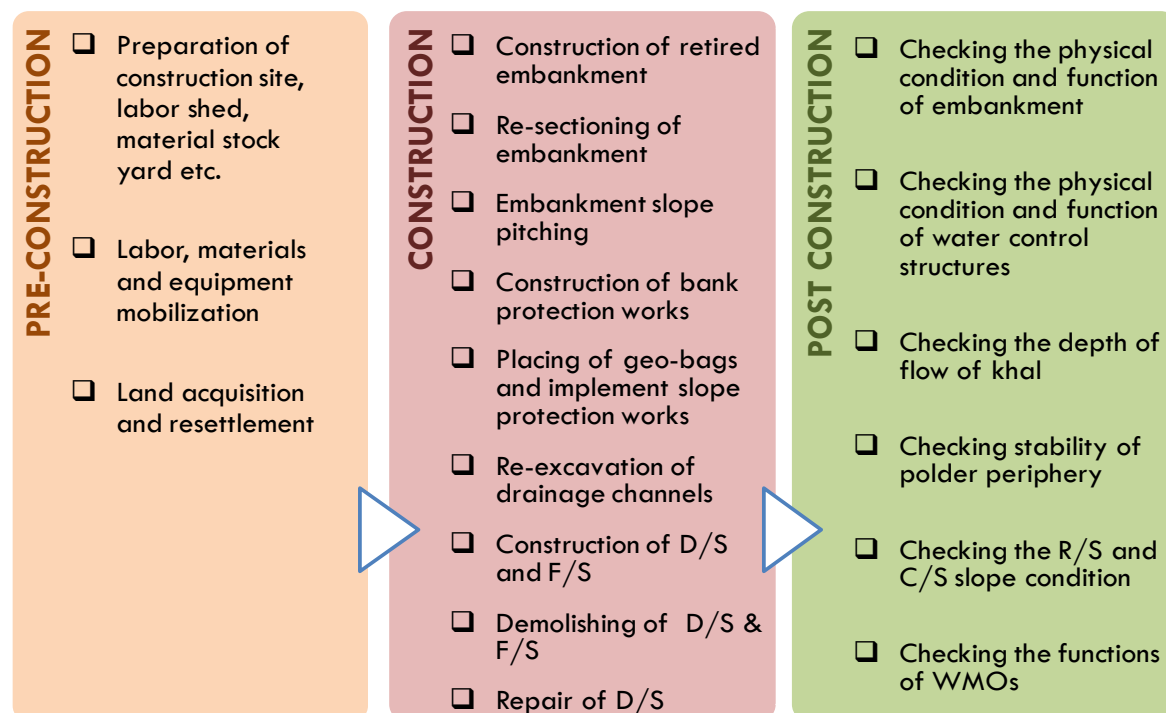 PRE-CONSTRUCTION
❑ Preparation of
construction site,
labor shed,
material stock
yard etc.
❑ Labor, materials
and equipment
mobilization
❑ Land acquisition
and resettlement
CONSTRUCTION
❑ Construction of retired
embankment
❑ Re-sectioning of
embankment
❑ Embankment slope
pitching
❑ Construction of bank
protection works
❑ Placing of geo-bags
and implement slope
protection works
❑ Re-excavation of
drainage channels
❑ Construction of D/S
and F/S
❑ Demolishing of D/S &
F/S
❑ Repair of D/S
POST CONSTRUCTION
❑ Checking the physical
condition and function
of embankment
❑ Checking the physical
condition and function
of water control
structures
❑ Checking the depth of
flow of khal
❑ Checking stability of
polder periphery
❑ Checking the R/S and
C/S slope condition
❑ Checking the functions
of WMOs